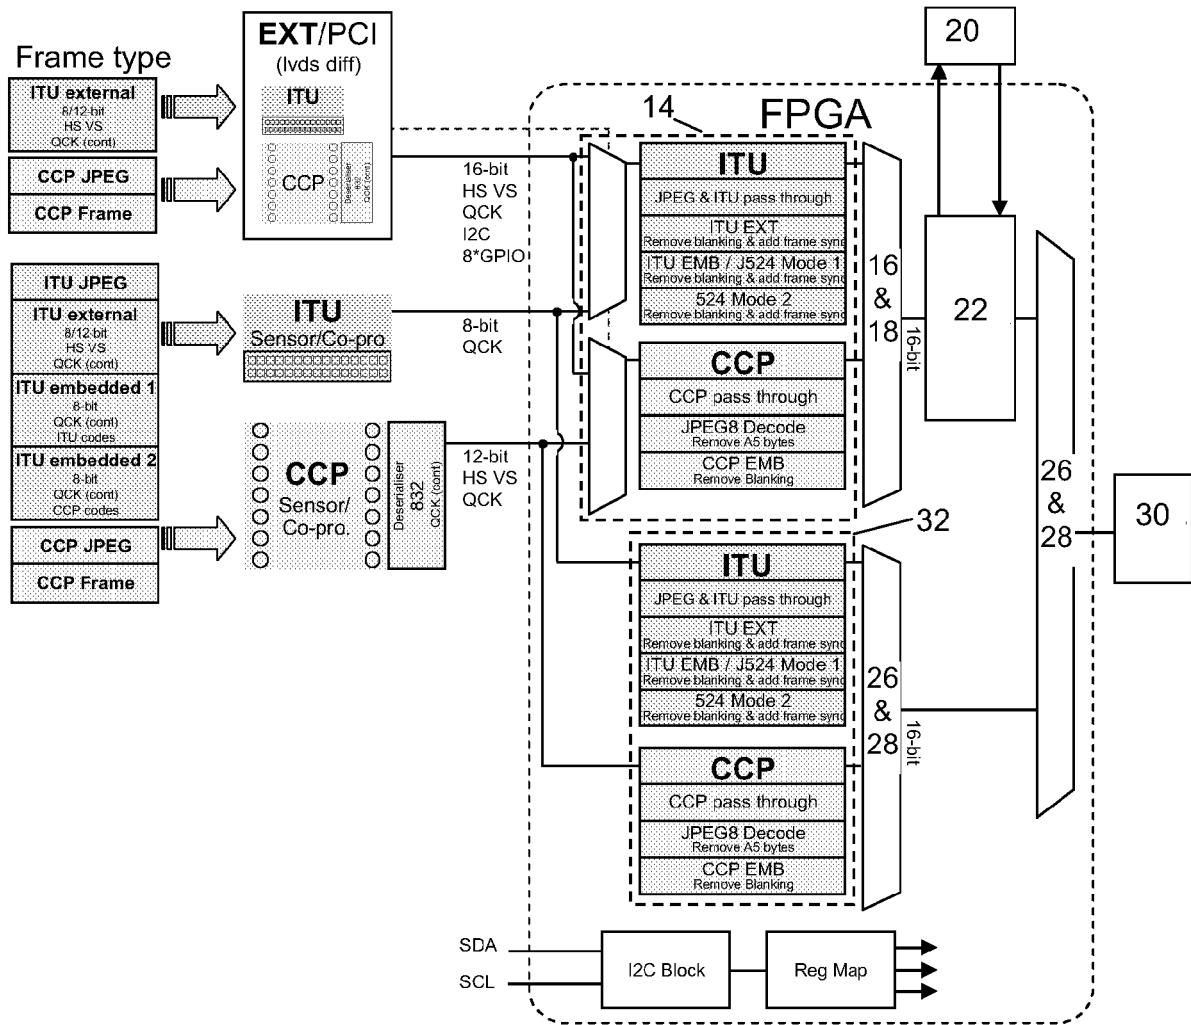 Frame type
ITU external
8/12-bit
HS VS
QCK (cont)
CCP JPEG
CCP Frame
ITU JPEG
ITU external
8/12-bit
HS VS
QCK (cont)
ITU embedded 1
8-bit
QCK (cont)
ITU codes
ITU embedded 2
8-bit
QCK (cont)
CCP codes
CCP JPEG
CCP Frame
EXT/PCI
(lvds diff)
ITU
CCP
Deserialiser
832
QCK (cont)
ITU
Sensor/Co-pro
CCP
Sensor/
Co-pro.
Deserialiser
832
QCK (cont)
16-bit
HS VS
QCK
I2C
8*GPIO
8-bit
QCK
12-bit
HS VS
QCK
FPGA
14
ITU
JPEG & ITU pass through
ITU EXT
Remove blanking & add frame sync
ITU EMB / J524 Mode 1
Remove blanking & add frame sync
524 Mode 2
Remove blanking & add frame sync
CCP
CCP pass through
JPEG8 Decode
Remove A5 bytes
CCP EMB
Remove Blanking
16
&
18
16-bit
20
22
32
ITU
JPEG & ITU pass through
ITU EXT
Remove blanking & add frame sync
ITU EMB / J524 Mode 1
Remove blanking & add frame sync
524 Mode 2
Remove blanking & add frame sync
CCP
CCP pass through
JPEG8 Decode
Remove A5 bytes
CCP EMB
Remove Blanking
26
&
28
16-bit
26
&
28
30
SDA
SCL
I2C Block
Reg Map